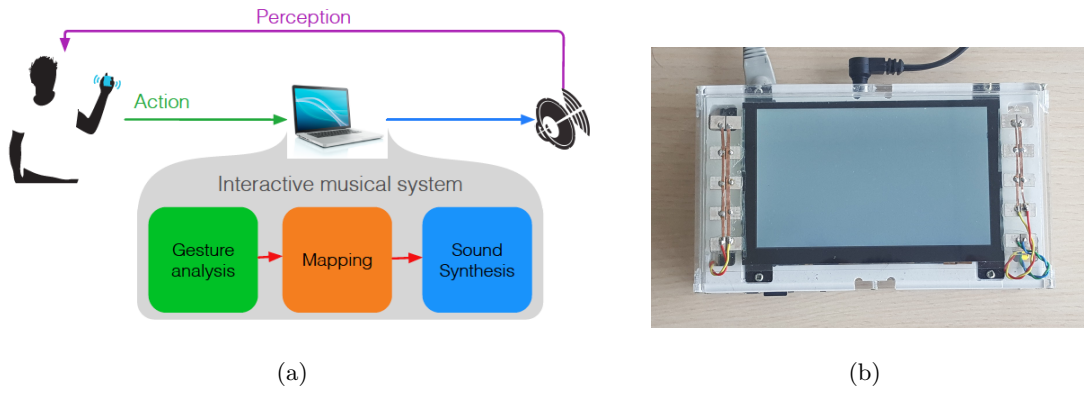 Perception
Action
Interactive musical system
Gesture
analysis
Mapping
Sound
Synthesis
(a)
(b)